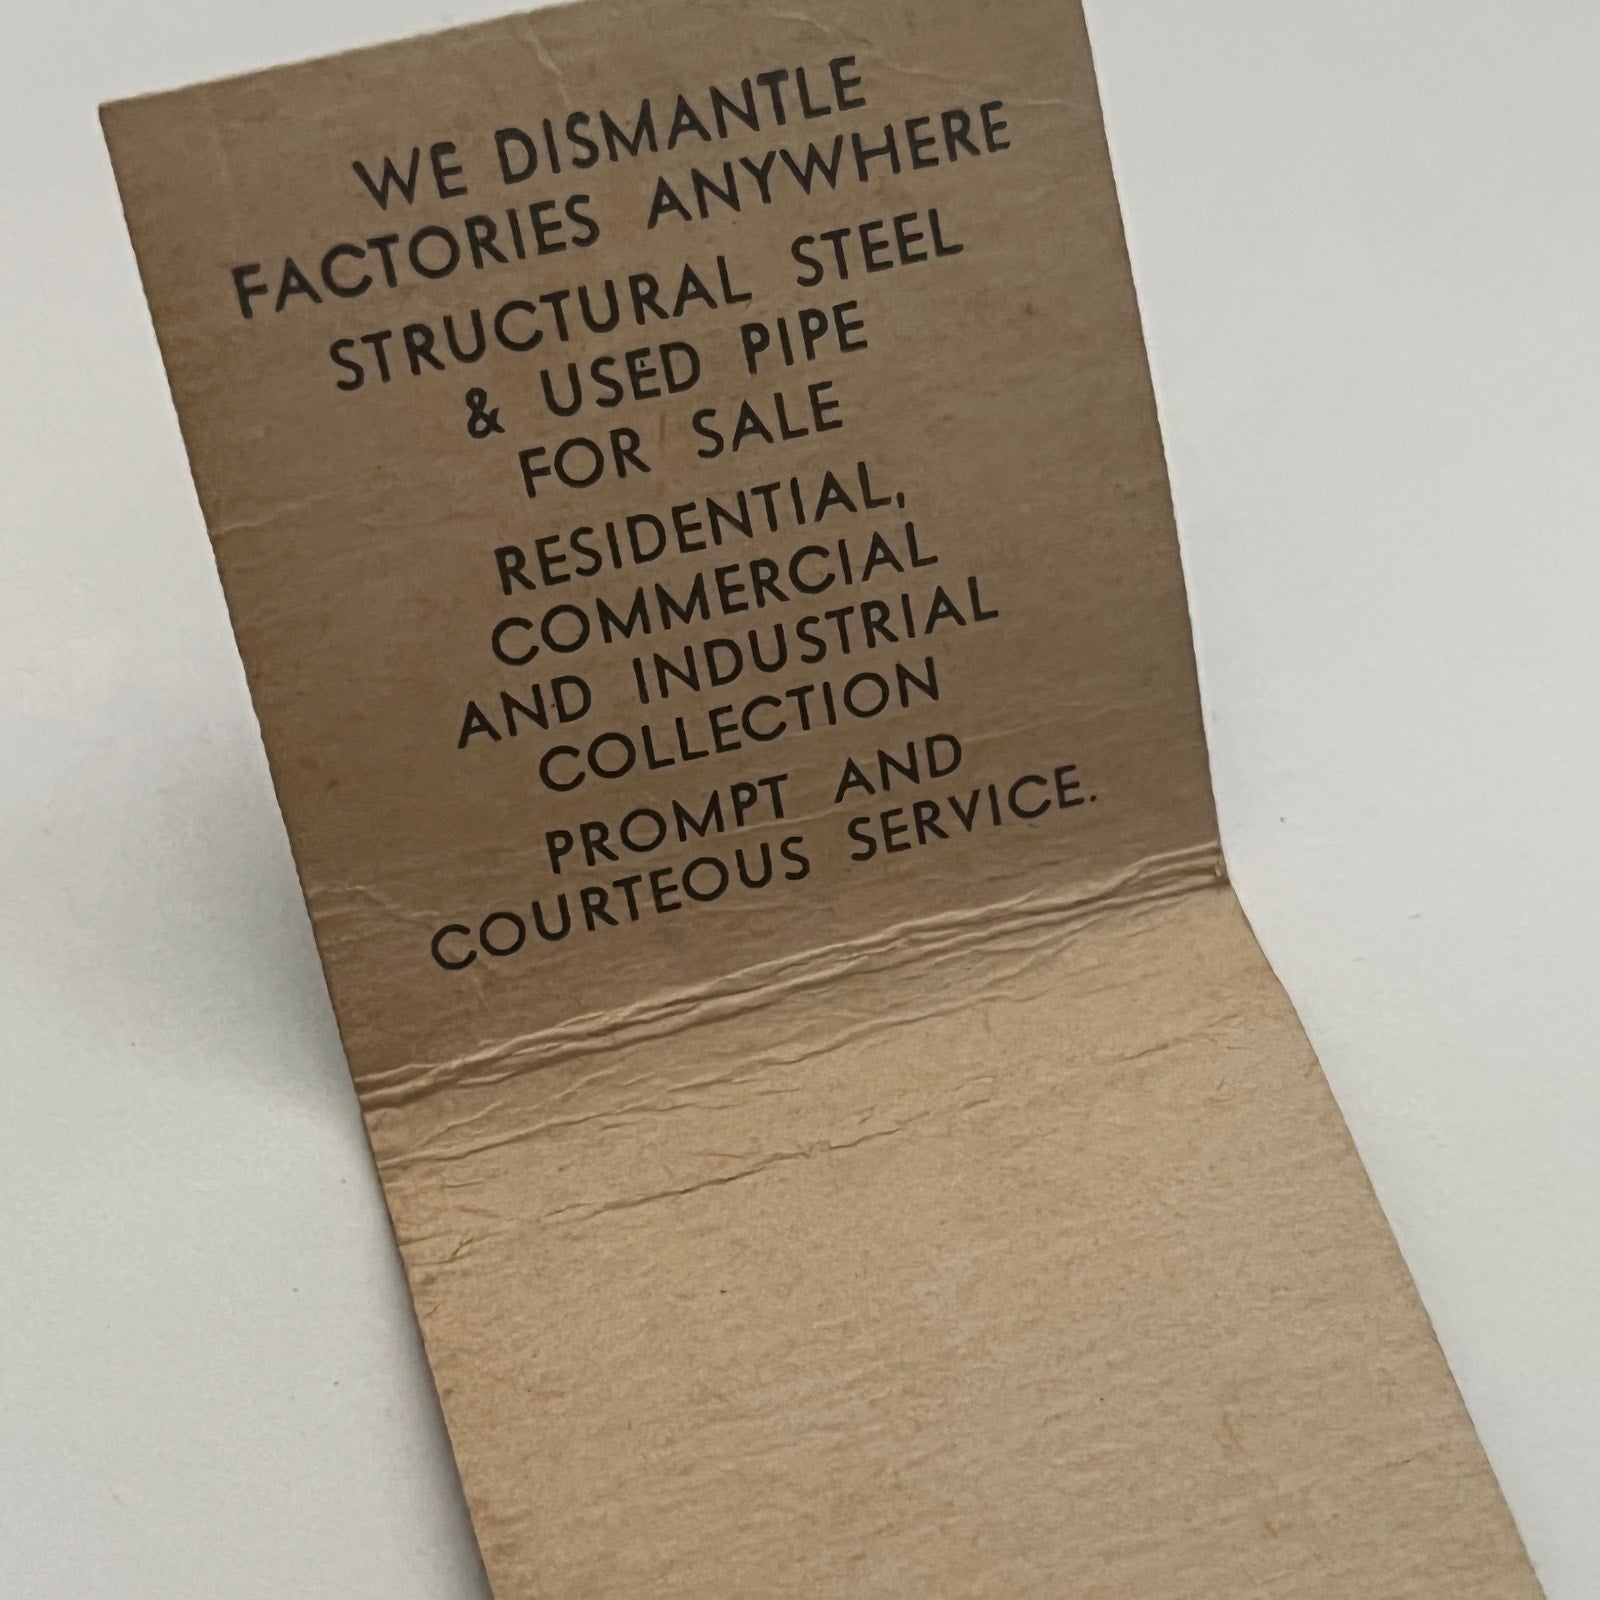 WE DISMANTLE
FACTORIES ANYWHERE
STRUCTURAL STEEL
& USED PIPE
FOR SALE
RESIDENTIAL,
COMMERCIAL
AND INDUSTRIAL
COLLECTION
PROMPT AND
COURTEOUS SERVICE.